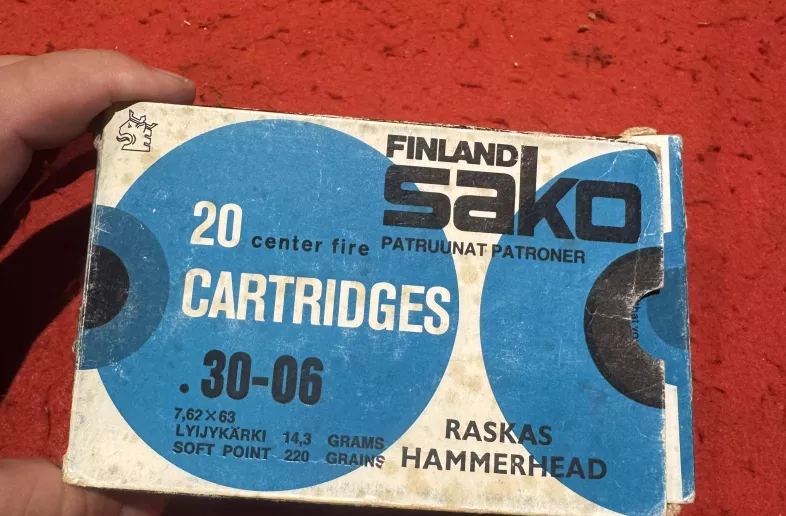 FINLAND
sako
PATRUUNAT PATRONER
20 center fire
CARTRIDGES
.30-06
7,62×63
LYIJYKÄRKI 14,3 GRAMS
SOFT POINT 220 GRAINS
RASKAS
HAMMERHEAD